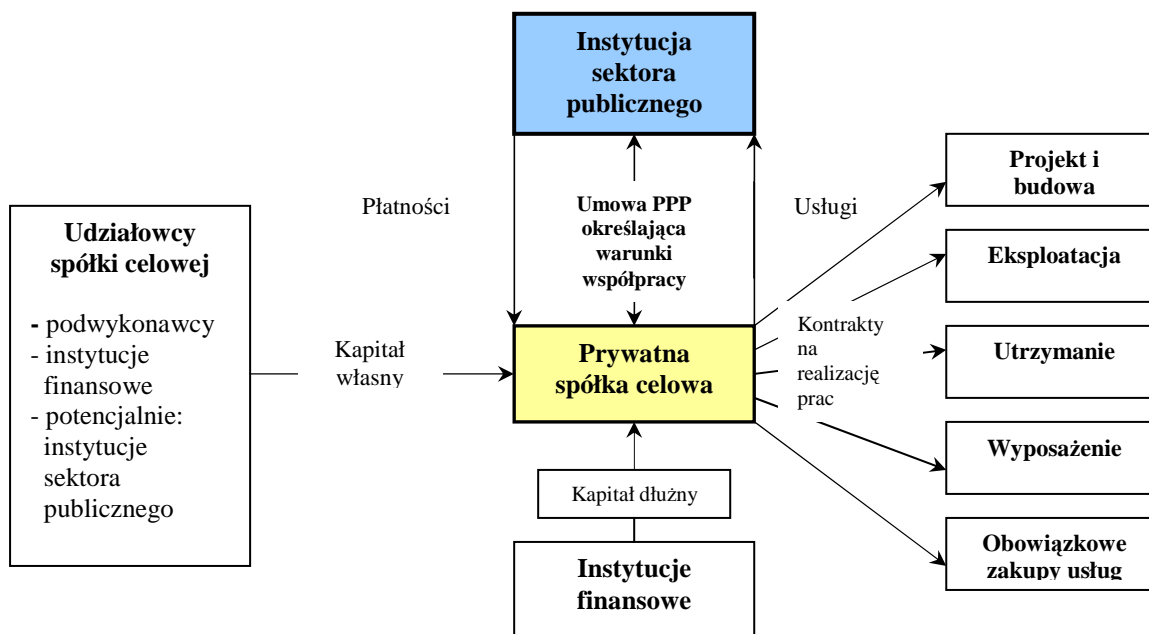 Instytucja
sektora
publicznego
Płatności
Umowa PPP
określająca
warunki
współpracy
Usługi
Projekt i
budowa
Udziałowcy
spółki celowej
- podwykonawcy
- instytucje
finansowe
- potencjalnie:
instytucje
sektora
publicznego
Eksploatacja
Kapitał
własny
Prywatna
spółka celowa
Kontrakty
na
realizację
prac
Utrzymanie
Wyposażenie
Kapitał dłużny
Obowiązkowe
zakupy usług
Instytucje
finansowe